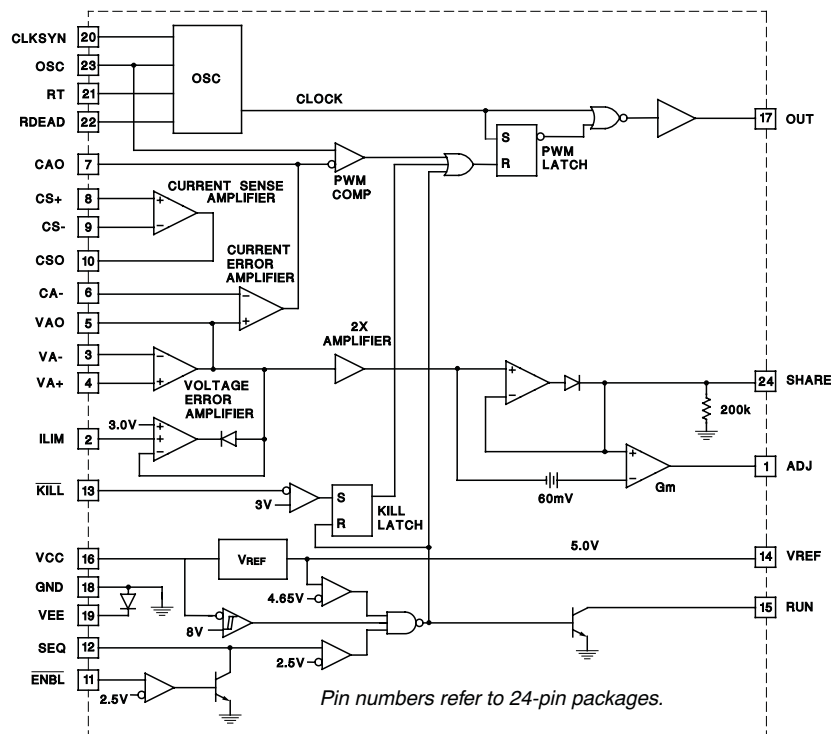 CLKSYN 20
OSC 23
RT 21
RDEAD 22
OSC
CLOCK
S
R
PWM
LATCH
17 OUT
CAO 7
PWM
COMP
CS+ 8
CS- 9
CSO 10
CURRENT SENSE
AMPLIFIER
+
−
CURRENT
ERROR
AMPLIFIER
CA- 6
VAO 5
−
+
VA- 3
VA+ 4
−
+
VOLTAGE
ERROR
AMPLIFIER
2X
AMPLIFIER
+
−
24 SHARE
200k
ILIM 2
3.0V
+
+
−
+
−
Gm
60mV
1 ADJ
KILL 13
3V
S
R
KILL
LATCH
VCC 16
VREF
5.0V
14 VREF
GND 18
VEE 19
4.65V
8V
15 RUN
SEQ 12
2.5V
ENBL 11
2.5V
Pin numbers refer to 24-pin packages.